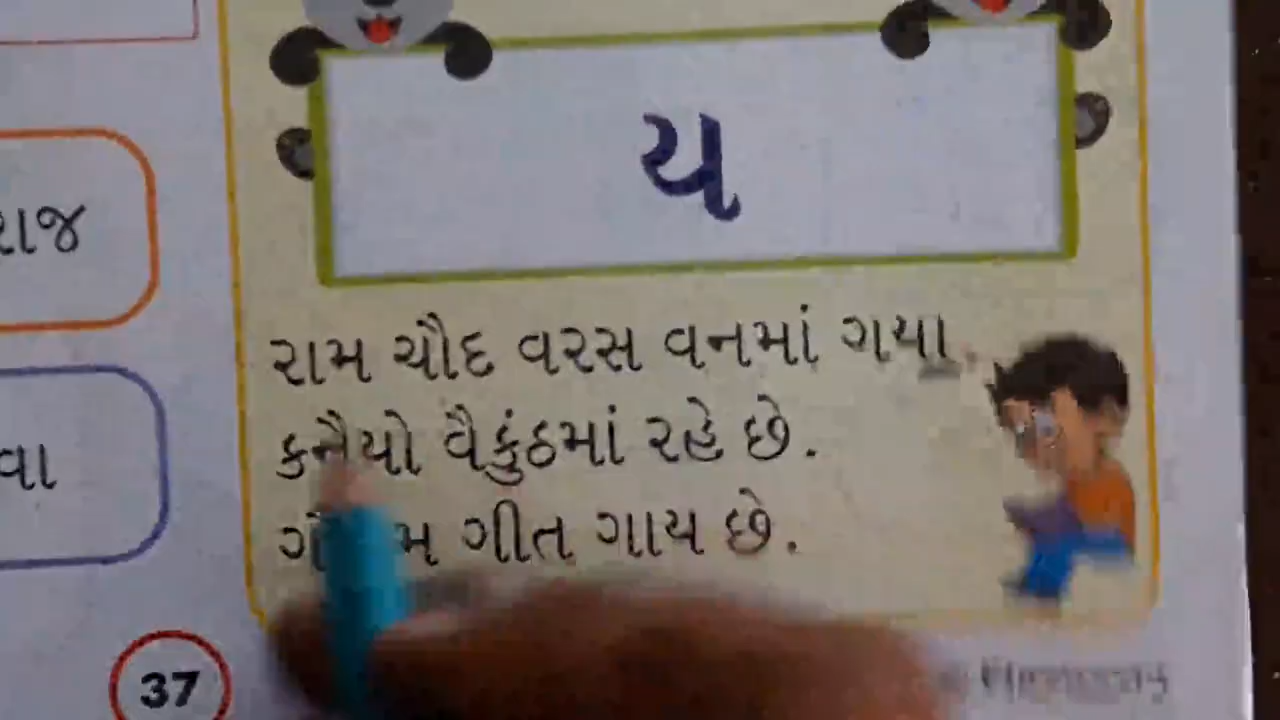 ય
રાજ
રામ ચૌદ વરસ વનમાં ગયા.
કનૈયો વૈકુંઠમાં રહે છે.
વા
ગીત ગાય છે.
37